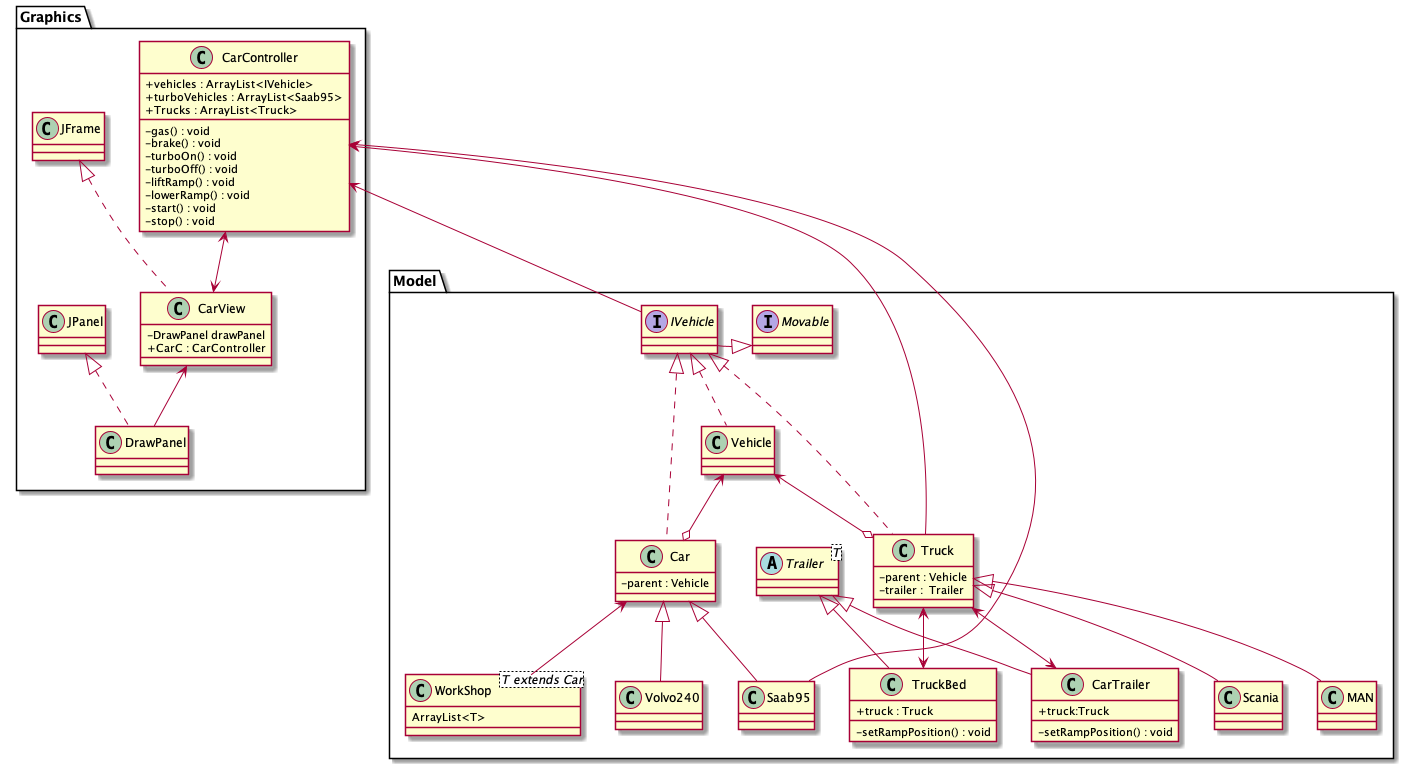 Graphics
C CarController
+vehicles : ArrayList<IVehicle>
+turboVehicles : ArrayList<Saab95>
+Trucks : ArrayList<Truck>
-gas() : void
-brake() : void
-turboOn() : void
-turboOff() : void
-liftRamp() : void
-lowerRamp() : void
-start() : void
-stop() : void
C JFrame
C CarView
-DrawPanel drawPanel
+CarC : CarController
C JPanel
C DrawPanel
Model
I IVehicle
I Movable
C Vehicle
C Car
-parent : Vehicle
A Trailer
T
C Truck
-parent : Vehicle
-trailer : Trailer
C WorkShop
T extends Car
ArrayList<T>
C Volvo240
C Saab95
C TruckBed
+truck : Truck
-setRampPosition() : void
C CarTrailer
+truck:Truck
-setRampPosition() : void
C Scania
C MAN